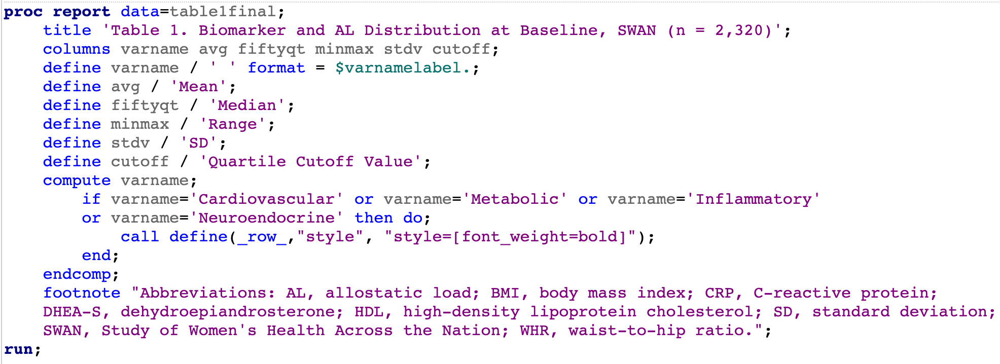 proc report data=table1final;
    title 'Table 1. Biomarker and AL Distribution at Baseline, SWAN (n = 2,320)';
    columns varname avg fiftyqt minmax stdv cutoff;
    define varname / ' ' format = $varnamelabel.;
    define avg / 'Mean';
    define fiftyqt / 'Median';
    define minmax / 'Range';
    define stdv / 'SD';
    define cutoff / 'Quartile Cutoff Value';
    compute varname;
        if varname='Cardiovascular' or varname='Metabolic' or varname='Inflammatory'
        or varname='Neuroendocrine' then do;
            call define(_row_,"style", "style=[font_weight=bold]");
        end;
    endcomp;
    footnote "Abbreviations: AL, allostatic load; BMI, body mass index; CRP, C-reactive protein;
    DHEA-S, dehydroepiandrosterone; HDL, high-density lipoprotein cholesterol; SD, standard deviation;
    SWAN, Study of Women's Health Across the Nation; WHR, waist-to-hip ratio.";
run;